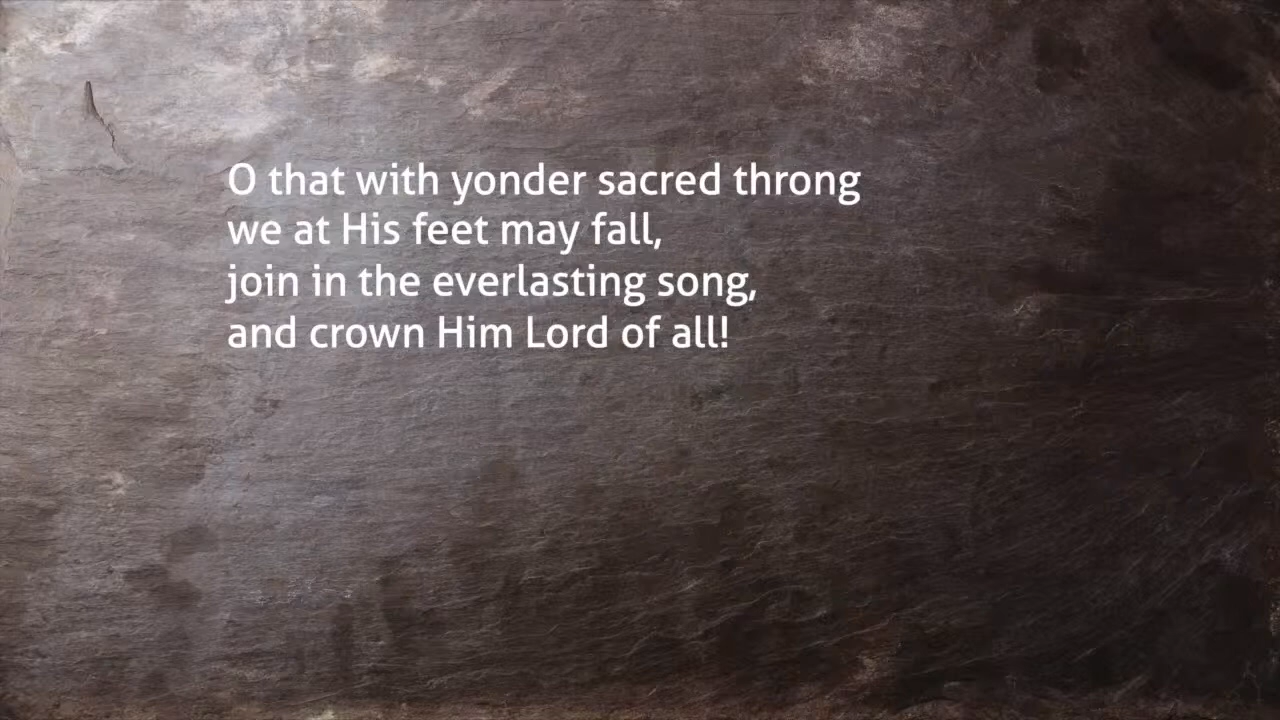 O that with yonder sacred throng
we at His feet may fall,
join in the everlasting song,
and crown Him Lord of all!